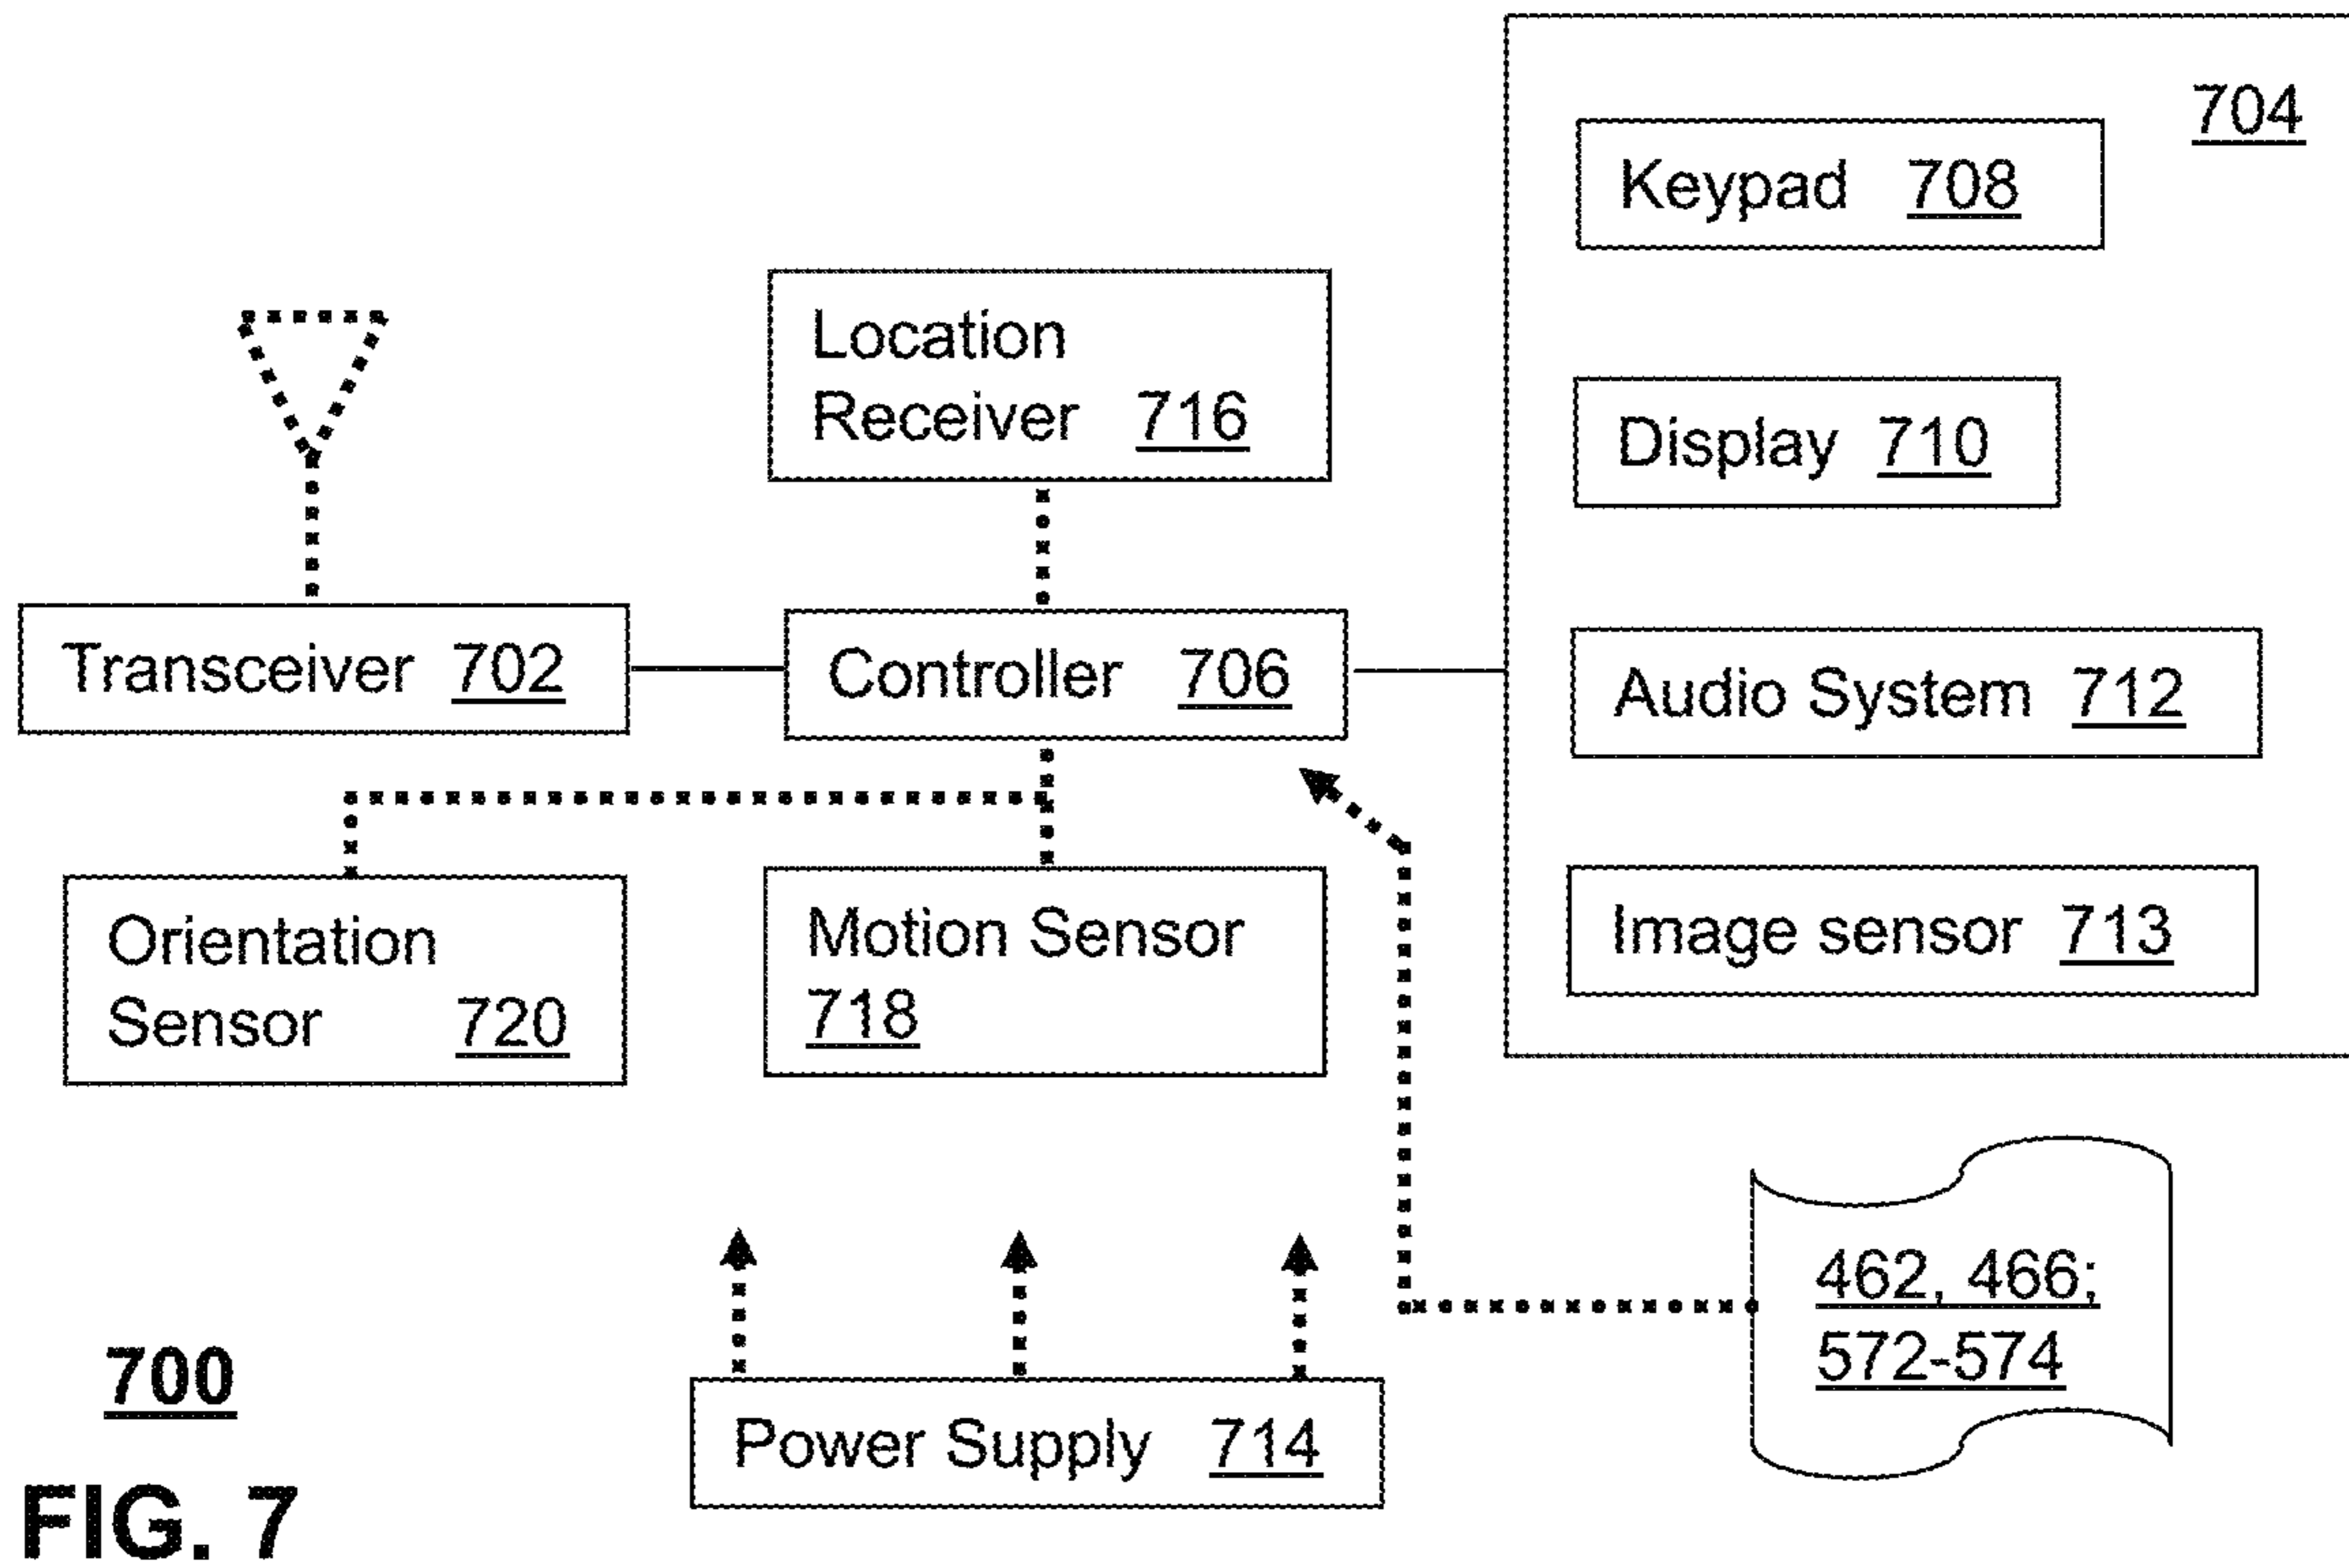 704
Keypad 708
Location
Receiver 716
Display 710
Transceiver 702
Controller 706
Audio System 712
Orientation
Sensor 720
Motion Sensor
718
Image sensor 713
462, 466;
572-574
700
Power Supply 714
FIG. 7